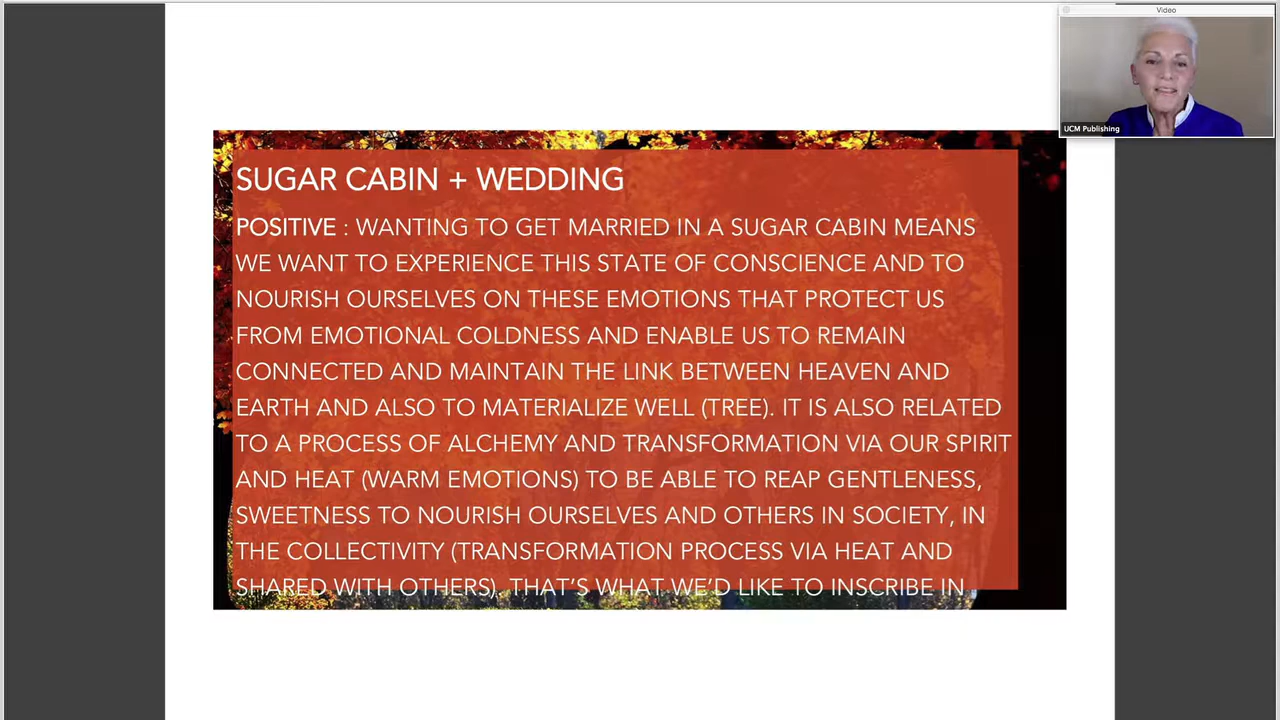 Video
UCM Publishing
SUGAR CABIN + WEDDING
POSITIVE : WANTING TO GET MARRIED IN A SUGAR CABIN MEANS
WE WANT TO EXPERIENCE THIS STATE OF CONSCIENCE AND TO
NOURISH OURSELVES ON THESE EMOTIONS THAT PROTECT US
FROM EMOTIONAL COLDNESS AND ENABLE US TO REMAIN
CONNECTED AND MAINTAIN THE LINK BETWEEN HEAVEN AND
EARTH AND ALSO TO MATERIALIZE WELL (TREE). IT IS ALSO RELATED
TO A PROCESS OF ALCHEMY AND TRANSFORMATION VIA OUR SPIRIT
AND HEAT (WARM EMOTIONS) TO BE ABLE TO REAP GENTLENESS,
SWEETNESS TO NOURISH OURSELVES AND OTHERS IN SOCIETY, IN
THE COLLECTIVITY (TRANSFORMATION PROCESS VIA HEAT AND
SHARED WITH OTHERS). THAT'S WHAT WE'D LIKE TO INSCRIBE IN